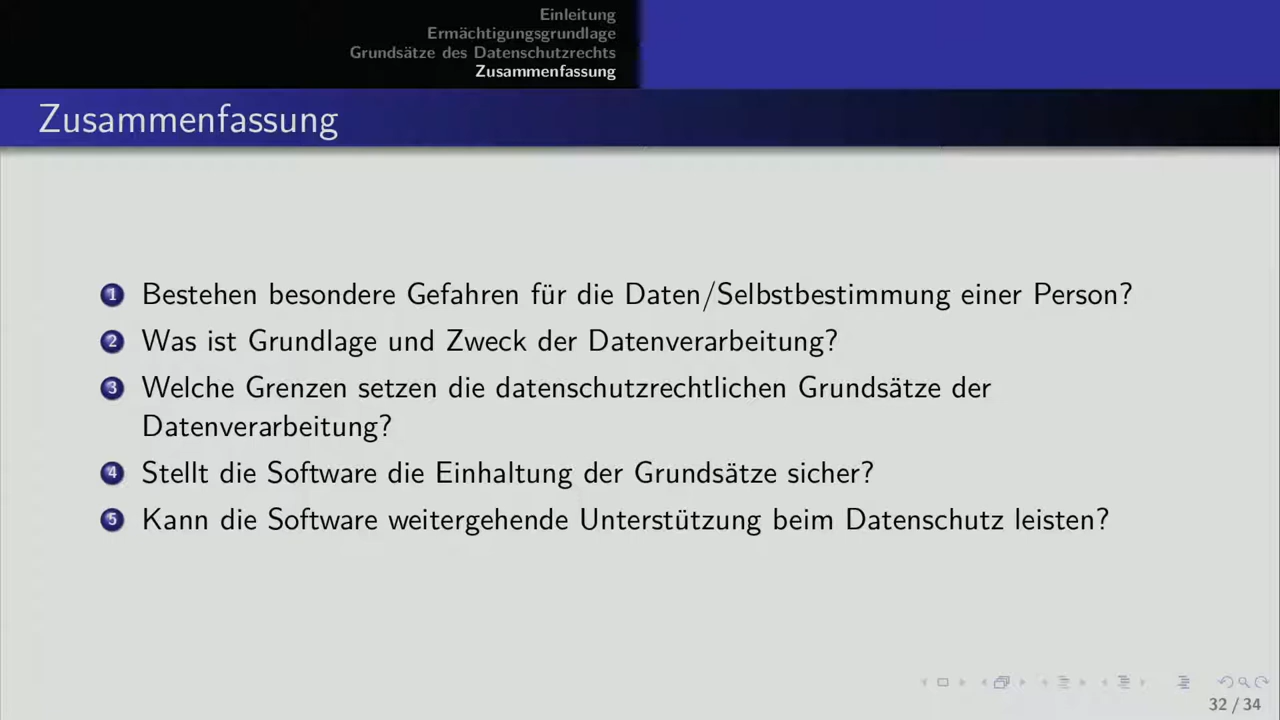 Einleitung
Ermächtigungsgrundlage
Grundsätze des Datenschutzrechts
Zusammenfassung
Zusammenfassung
1 Bestehen besondere Gefahren für die Daten/Selbstbestimmung einer Person?
2 Was ist Grundlage und Zweck der Datenverarbeitung?
3 Welche Grenzen setzen die datenschutzrechtlichen Grundsätze der
Datenverarbeitung?
4 Stellt die Software die Einhaltung der Grundsätze sicher?
5 Kann die Software weitergehende Unterstützung beim Datenschutz leisten?
32 / 34